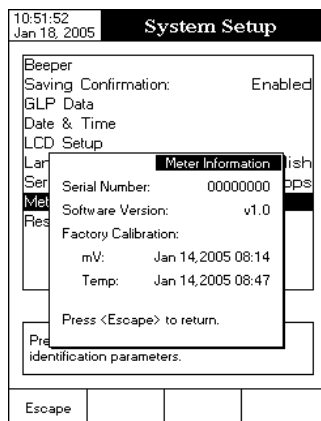 10:51:52
Jan 18, 2005
System Setup
Beeper
Saving Confirmation: Enabled
GLP Data
Date & Time
LCD Setup
Meter Information
Serial Number: 00000000
Software Version: v1.0
Factory Calibration:
mV: Jan 14,2005 08:14
Temp: Jan 14,2005 08:47
Press <Escape> to return.
identification parameters.
Escape